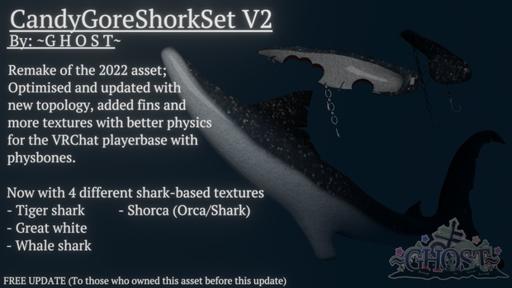 CandyGoreShorkSet V2
By: ~G H O S T~
Remake of the 2022 asset;
Optimised and updated with
new topology, added fins and
more textures with better physics
for the VRChat playerbase with
physbones.
Now with 4 different shark-based textures
- Tiger shark - Shorca (Orca/Shark)
- Great white
- Whale shark
~GHOST~
FREE UPDATE (To those who owned this asset before this update)